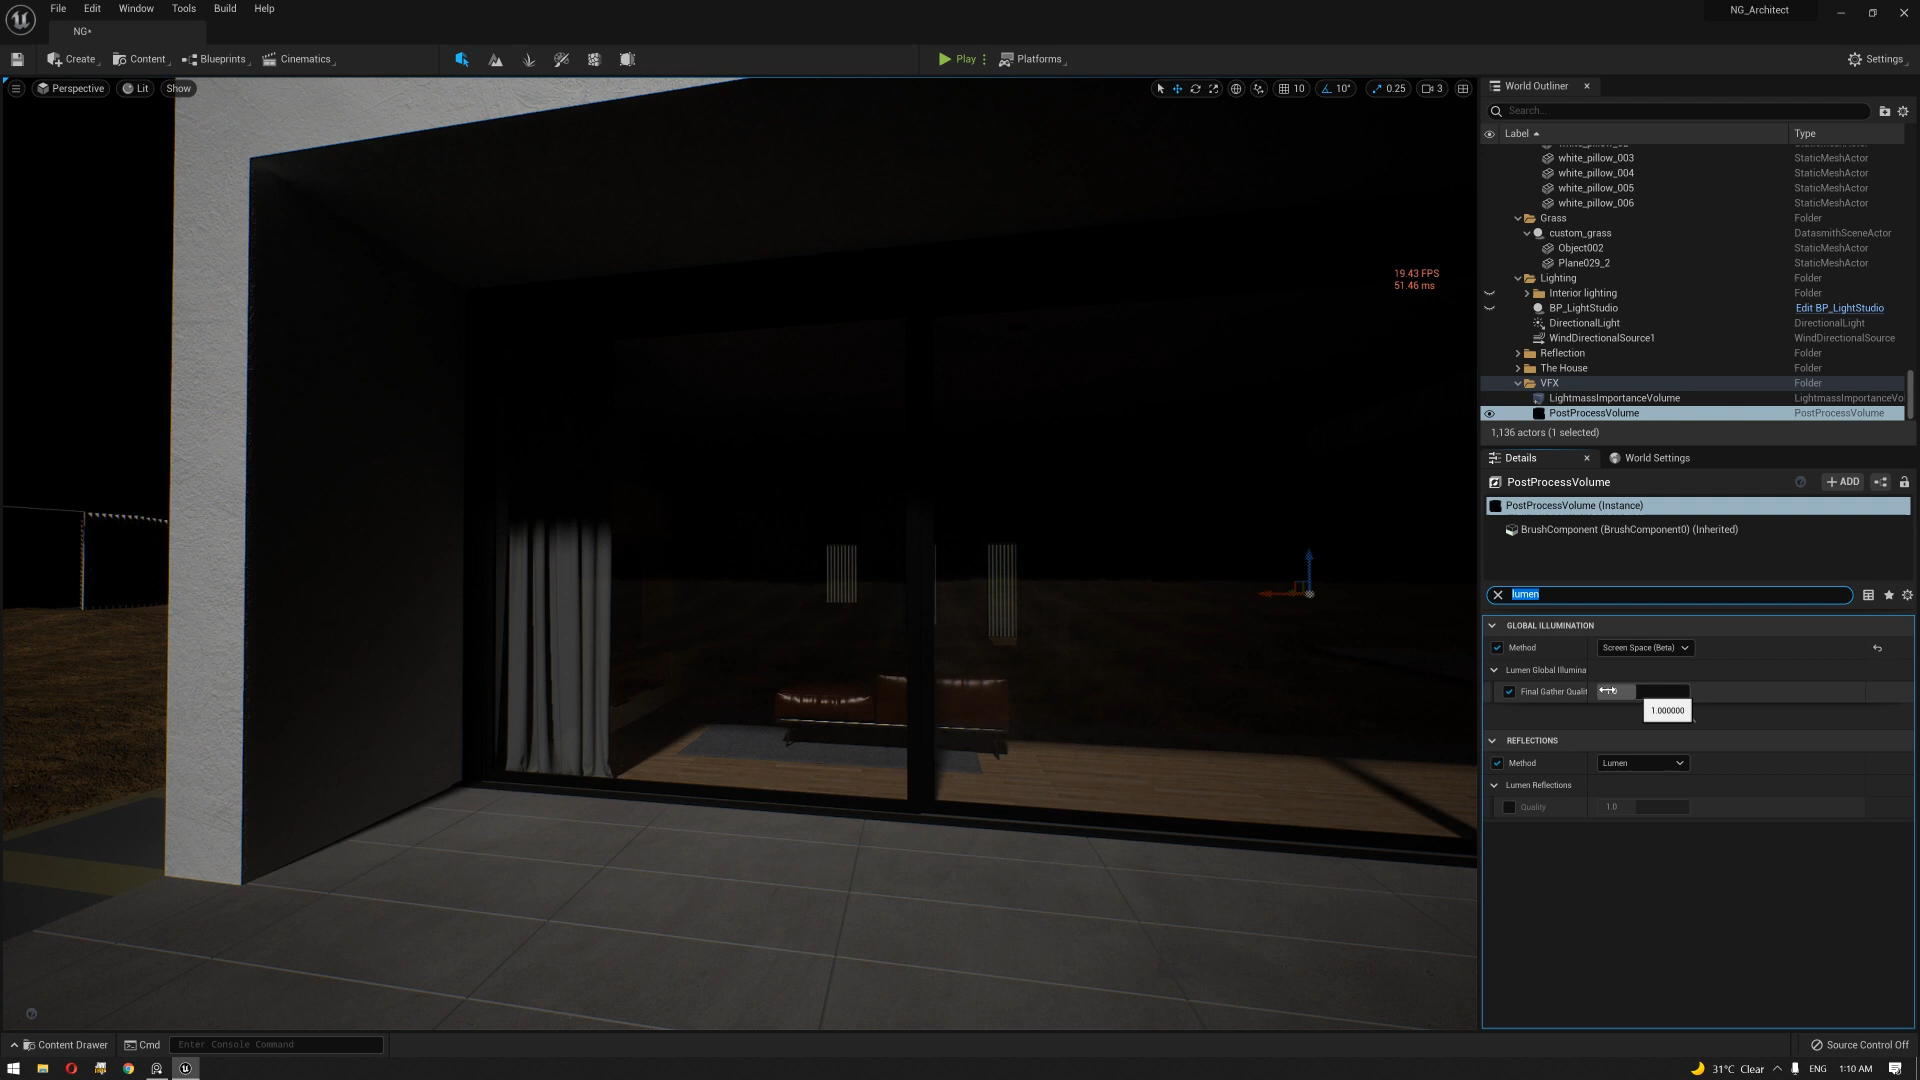 File Edit Window Tools Build Help
NG_Architect
NG*
Create Content Blueprints Cinematics Play Platforms Settings
Perspective Lit Show 10 10° 0.25 3
World Outliner
Search...
Label Type
white_pillow_003 StaticMeshActor
white_pillow_004 StaticMeshActor
white_pillow_005 StaticMeshActor
white_pillow_006 StaticMeshActor
Grass Folder
custom_grass DatasmithSceneActor
Object002 StaticMeshActor
Plane029_2 StaticMeshActor
Lighting Folder
Interior lighting Folder
BP_LightStudio Edit BP_LightStudio
DirectionalLight DirectionalLight
WindDirectionalSource1 WindDirectionalSource
Reflection Folder
The House Folder
VFX Folder
LightmassImportanceVolume LightmassImportanceVo
PostProcessVolume PostProcessVolume
1,136 actors (1 selected)
19.43 FPS
51.46 ms
Details World Settings
PostProcessVolume + ADD
PostProcessVolume (Instance)
BrushComponent (BrushComponent0) (Inherited)
lumen
GLOBAL ILLUMINATION
Method Screen Space (Beta)
Lumen Global Illumina
Final Gather Qualit
1.000000
REFLECTIONS
Method Lumen
Lumen Reflections
Quality 1.0
Content Drawer Cmd Enter Console Command Source Control Off
31°C Clear ENG 1:10 AM